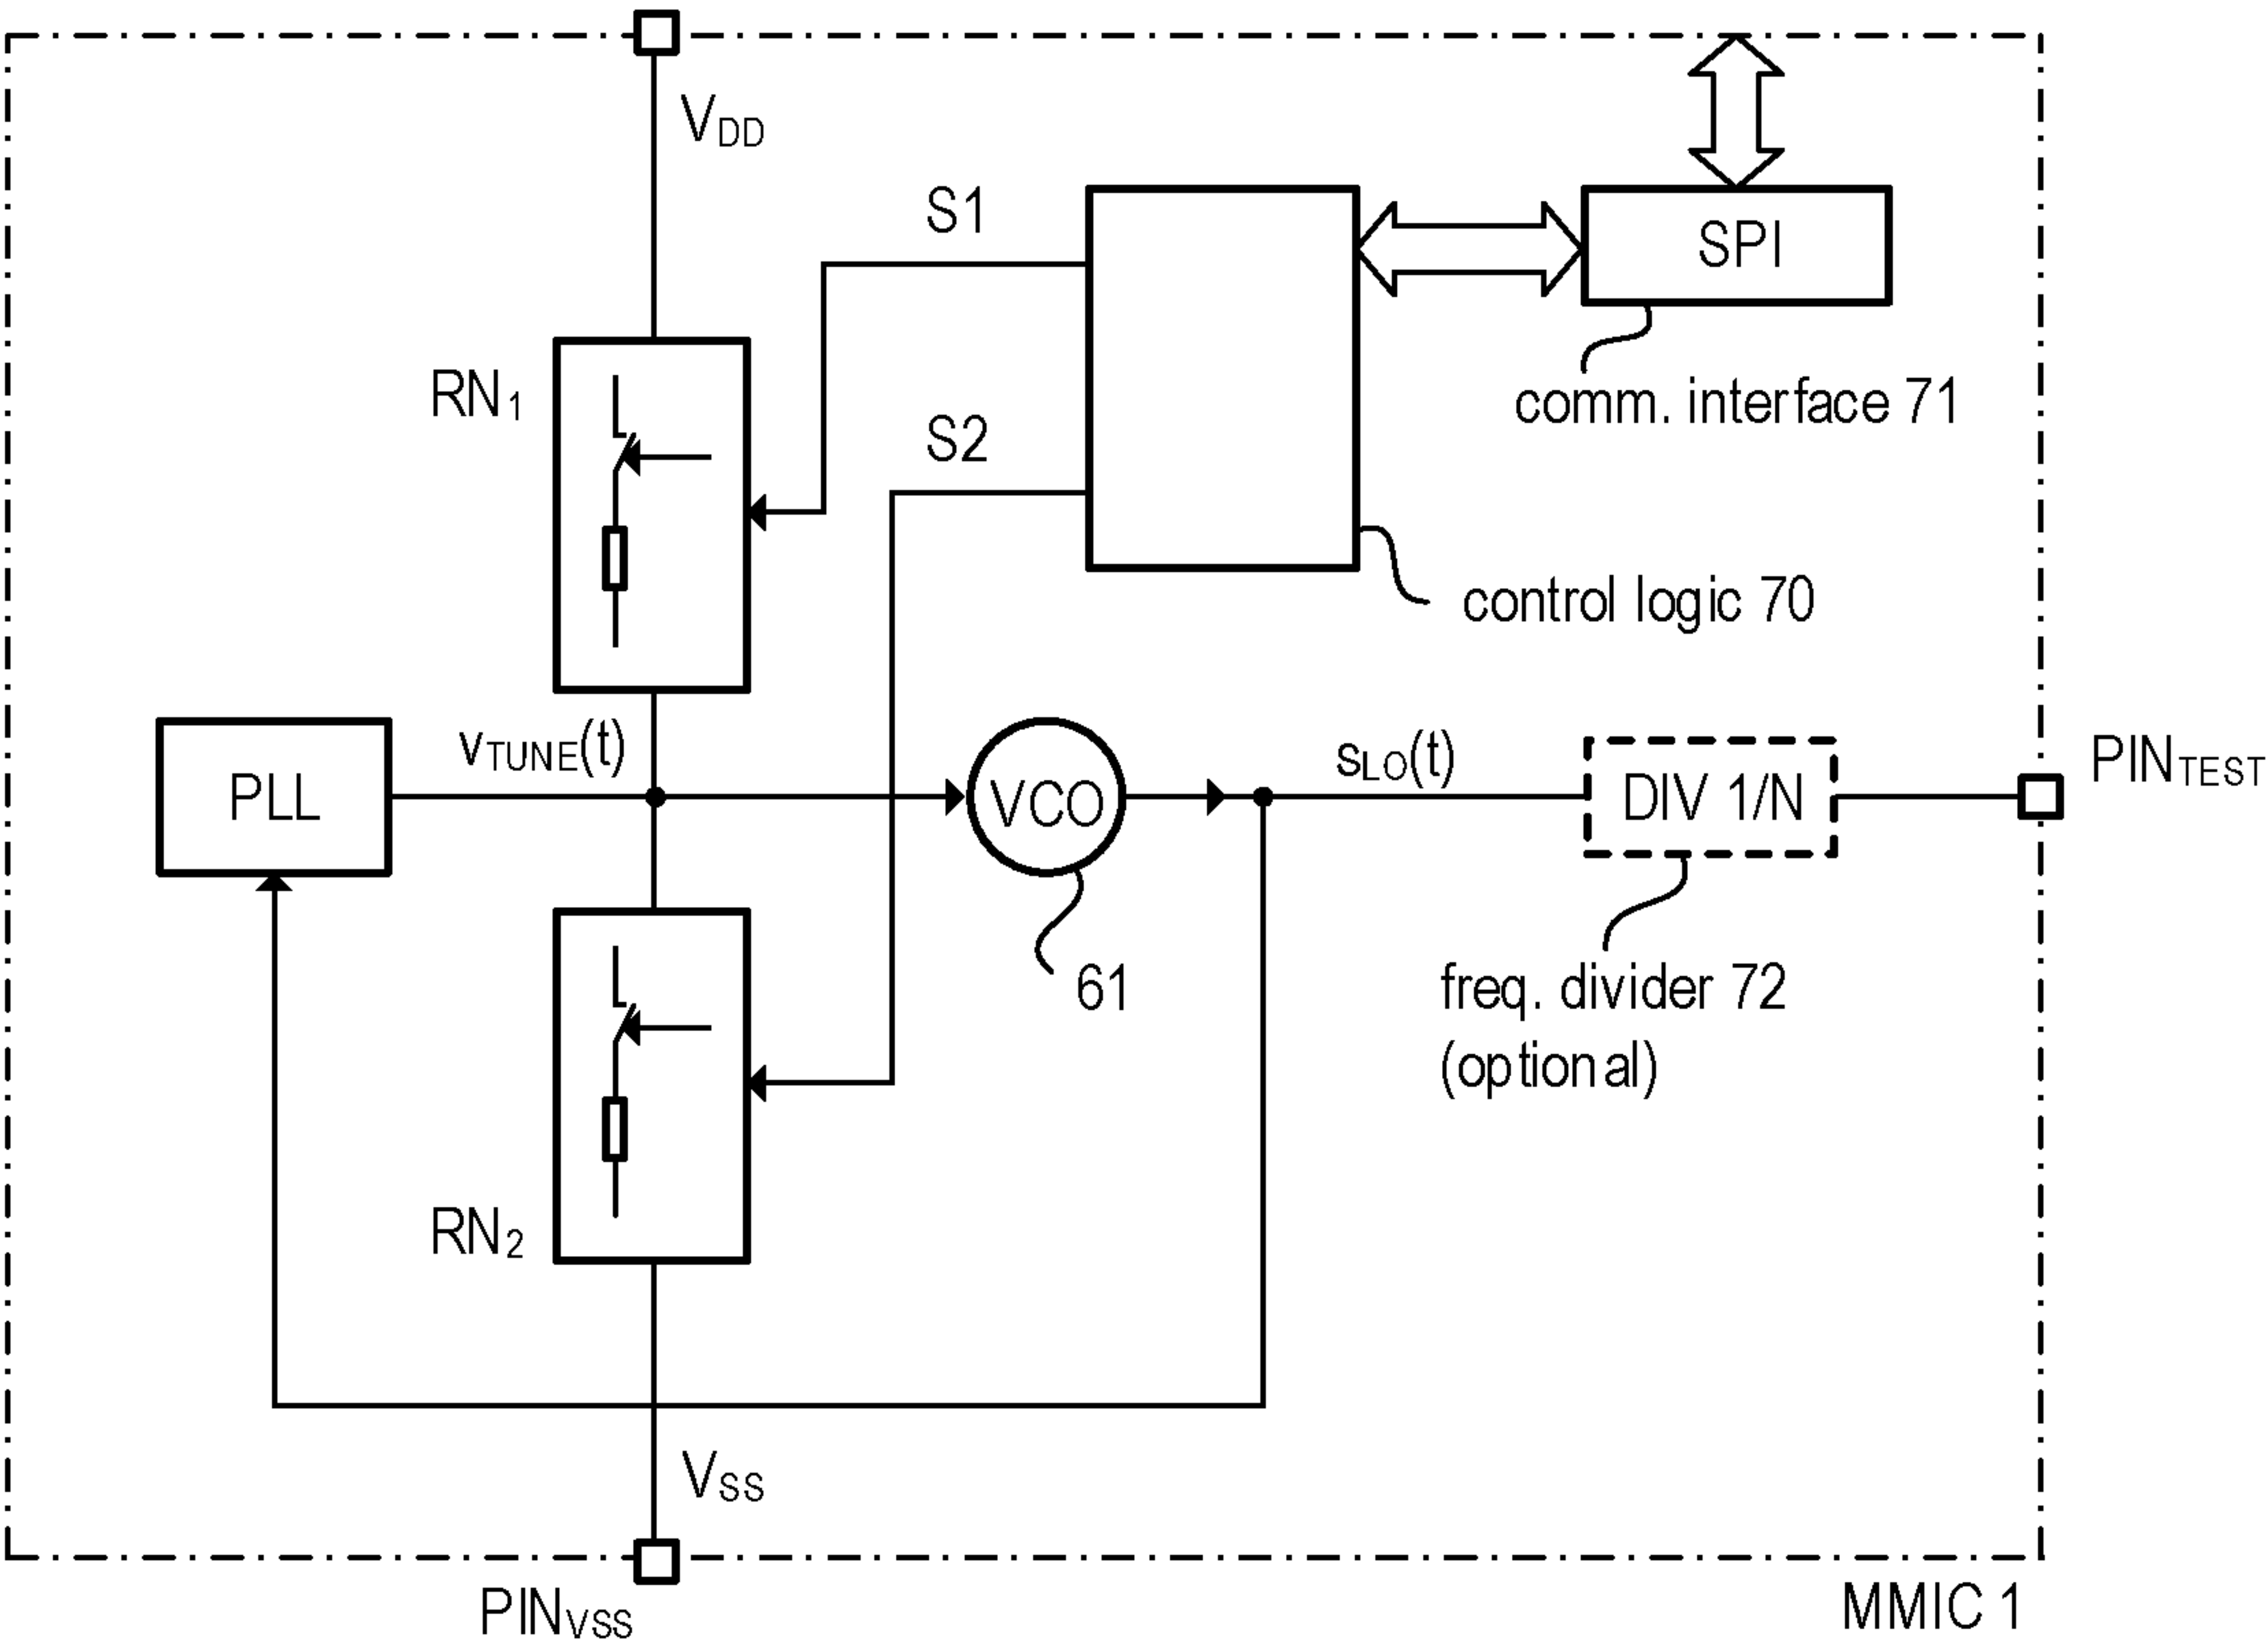 VDD
S1
SPI
RN1
comm. interface 71
S2
control logic 70
vTUNE(t)
sLO(t)
PINTEST
PLL
VCO
DIV 1/N
61
freq. divider 72
(optional)
RN2
VSS
PINVSS
MMIC 1